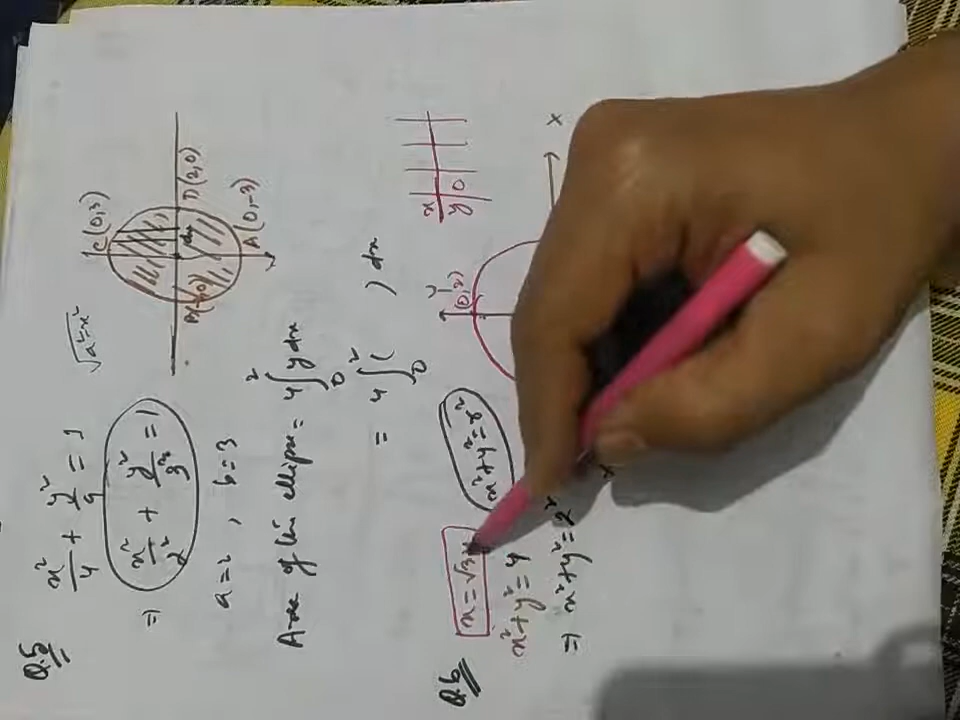 Q.5
x²/4 + y²/9 = 1
⇒ x²/2² + y²/3² = 1
a = 2, b = 3
√a²-x²
C(0,3)
D(2,0)
A(0,-3)
dx
Area of the ellipse = 4 ∫₀² y dx
= 4 ∫₀² ( ) dx
Q.6
x²+y²=4
⇒ x²+y²=2²
x²+y²=2²
Y
(0,2)
X
x
y 0